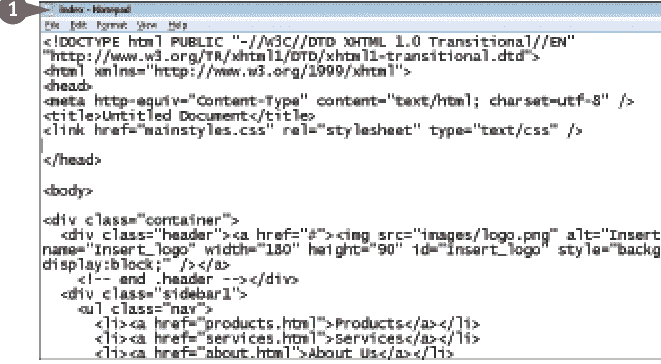 1
index - Notepad
File Edit Format View Help
<!DOCTYPE html PUBLIC "-//W3C//DTD XHTML 1.0 Transitional//EN"
"http://www.w3.org/TR/xhtml1/DTD/xhtml1-transitional.dtd">
<html xmlns="http://www.w3.org/1999/xhtml">
<head>
<meta http-equiv="Content-Type" content="text/html; charset=utf-8" />
<title>Untitled Document</title>
<link href="mainstyles.css" rel="stylesheet" type="text/css" />
</head>
<body>
<div class="container">
<div class="header"><a href="#"><img src="images/logo.png" alt="Insert
name="Insert_logo" width="180" height="90" id="Insert_logo" style="backg
display:block;" /></a>
<!-- end .header --></div>
<div class="sidebar1">
<ul class="nav">
<li><a href="products.html">Products</a></li>
<li><a href="services.html">Services</a></li>
<li><a href="about.html">About Us</a></li>